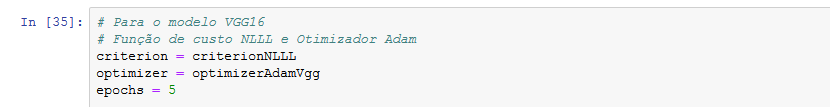 In [35]: # Para o modelo VGG16
# Função de custo NLLL e Otimizador Adam
criterion = criterionNLLL
optimizer = optimizerAdamVgg
epochs = 5